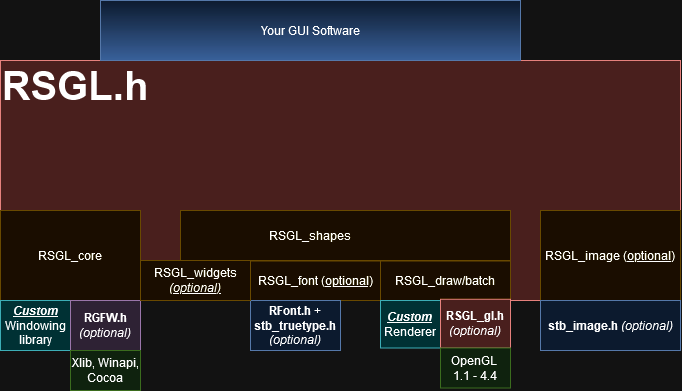 Your GUI Software
RSGL.h
RSGL_core
RSGL_shapes
RSGL_image (optional)
RSGL_widgets
(optional)
RSGL_font (optional)
RSGL_draw/batch
Custom
Windowing
library
RGFW.h
(optional)
RFont.h +
stb_truetype.h
(optional)
Custom
Renderer
RSGL_gl.h
(optional)
stb_image.h (optional)
Xlib, Winapi,
Cocoa
OpenGL
1.1 - 4.4